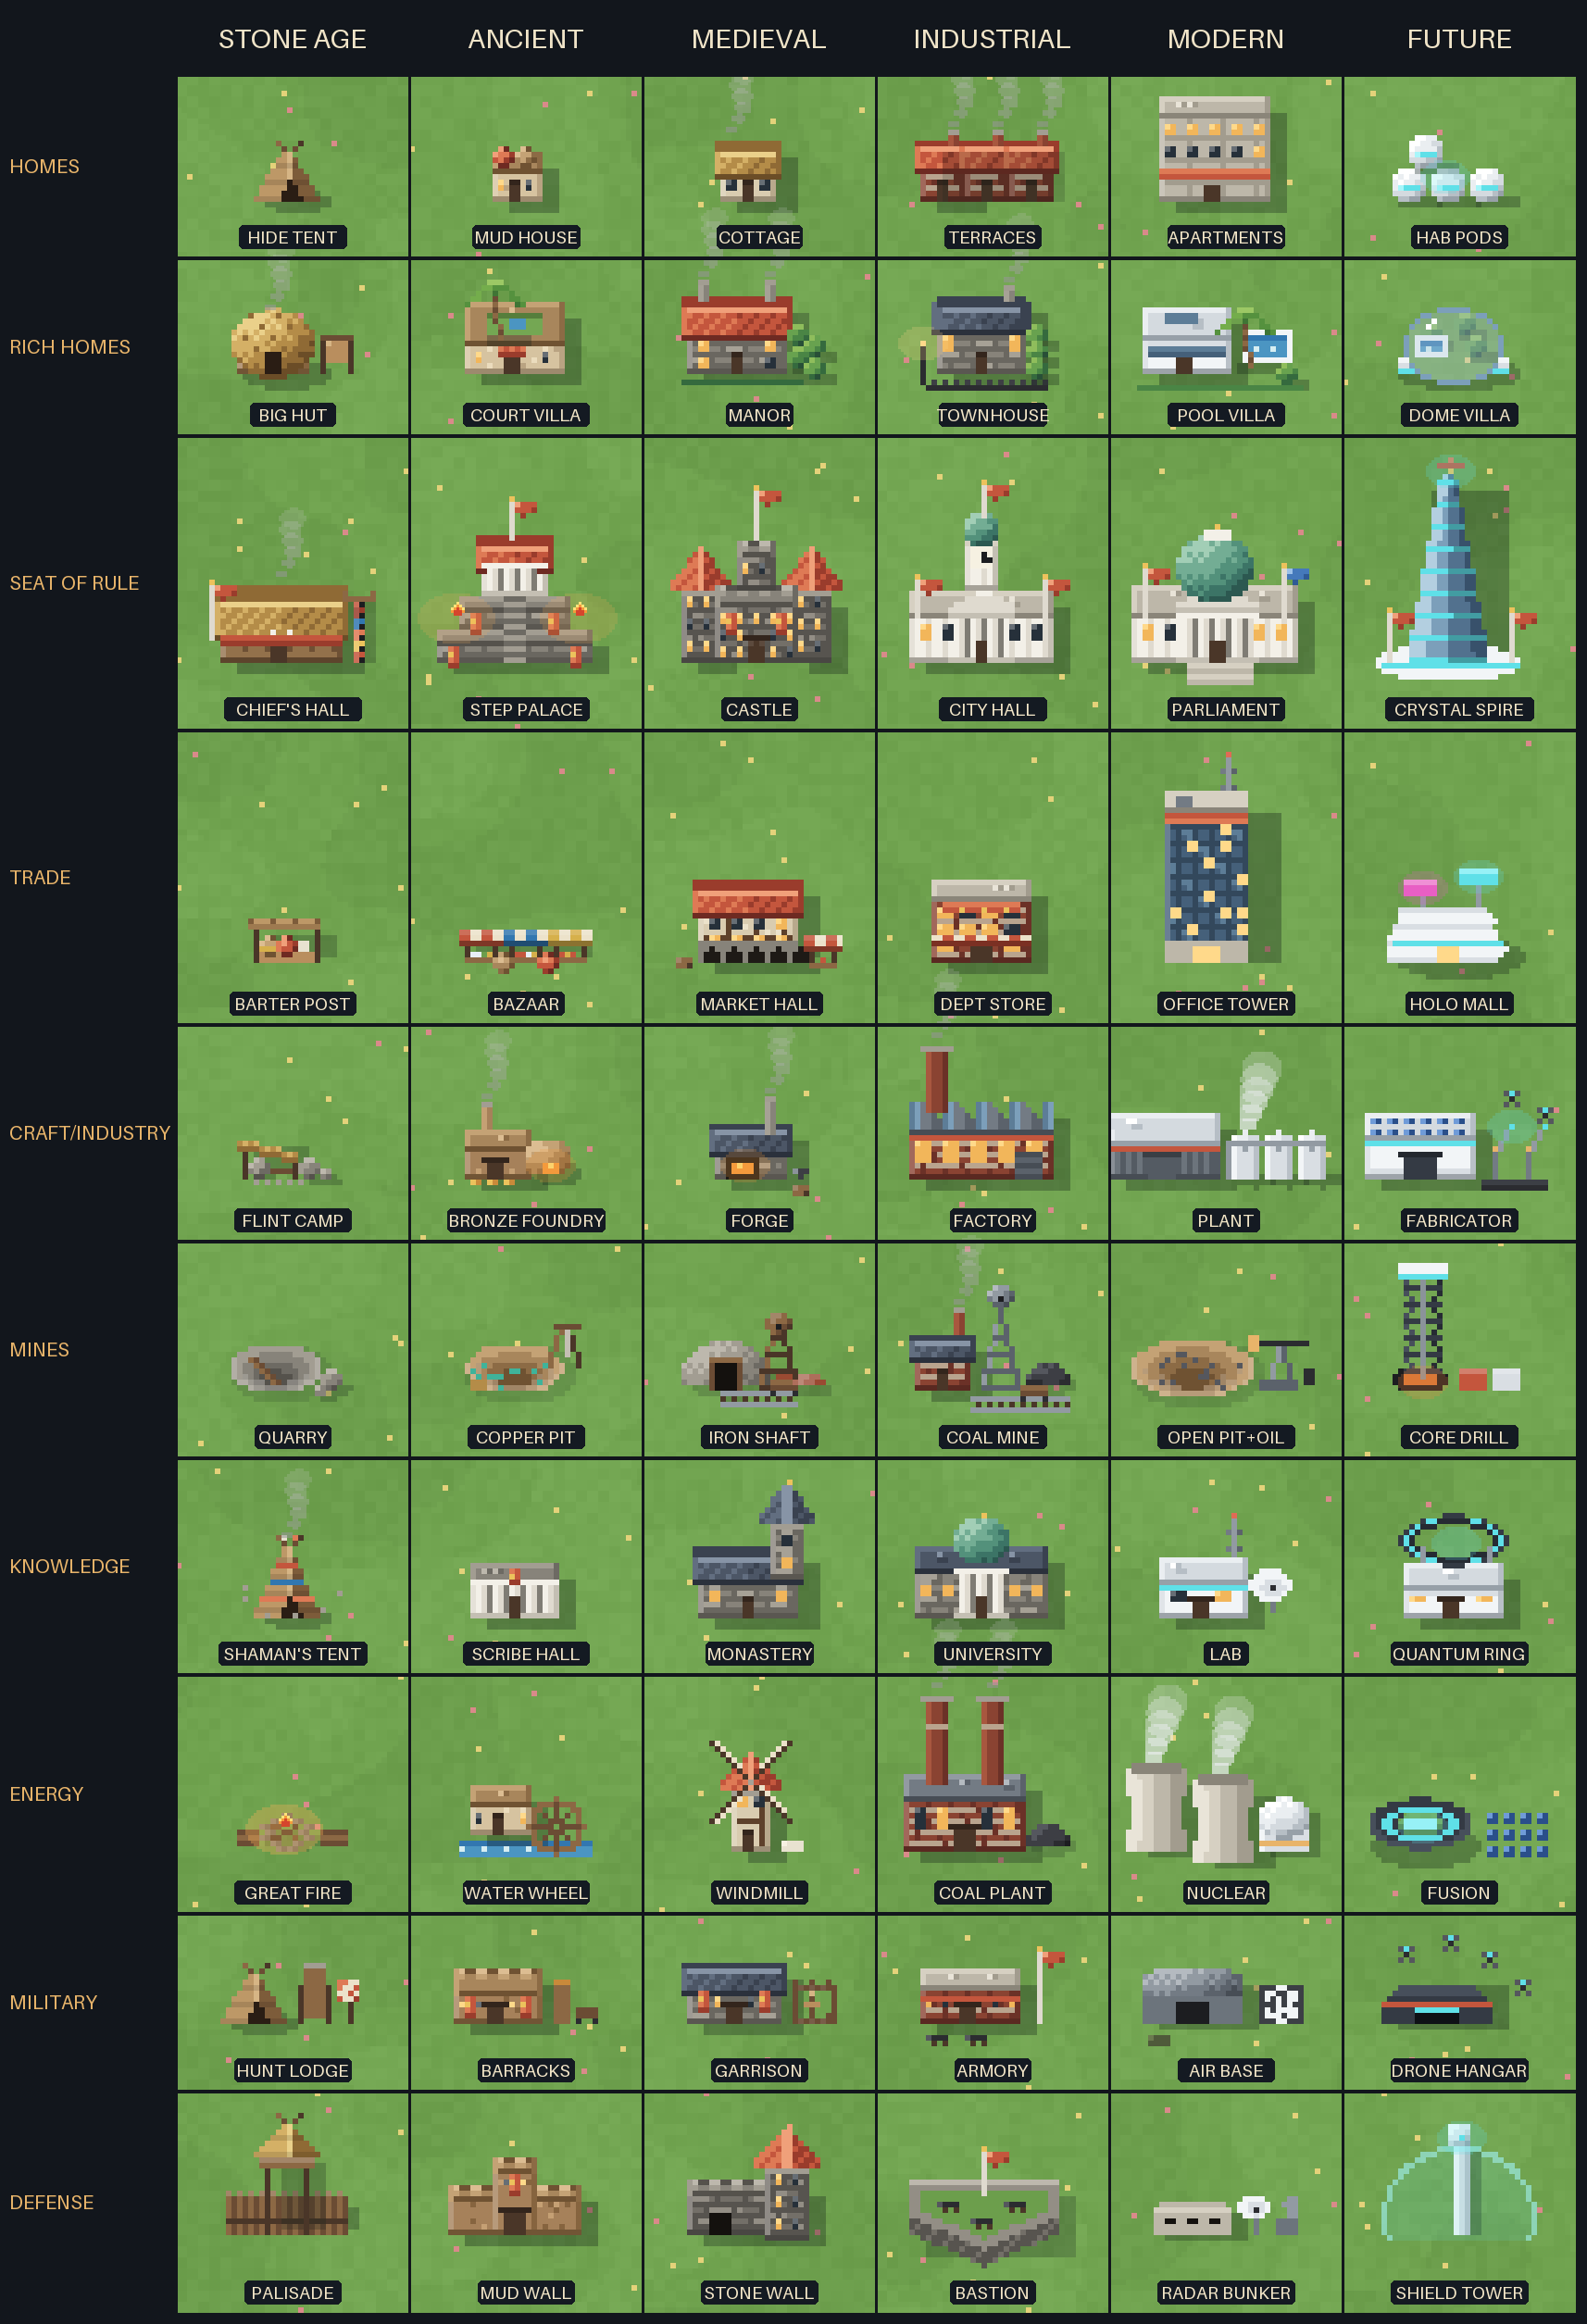 STONE AGE ANCIENT MEDIEVAL INDUSTRIAL MODERN FUTURE
HOMES
HIDE TENT MUD HOUSE COTTAGE TERRACES APARTMENTS HAB PODS
RICH HOMES
BIG HUT COURT VILLA MANOR TOWNHOUSE POOL VILLA DOME VILLA
SEAT OF RULE
CHIEF'S HALL STEP PALACE CASTLE CITY HALL PARLIAMENT CRYSTAL SPIRE
TRADE
BARTER POST BAZAAR MARKET HALL DEPT STORE OFFICE TOWER HOLO MALL
CRAFT/INDUSTRY
FLINT CAMP BRONZE FOUNDRY FORGE FACTORY PLANT FABRICATOR
MINES
QUARRY COPPER PIT IRON SHAFT COAL MINE OPEN PIT+OIL CORE DRILL
KNOWLEDGE
SHAMAN'S TENT SCRIBE HALL MONASTERY UNIVERSITY LAB QUANTUM RING
ENERGY
GREAT FIRE WATER WHEEL WINDMILL COAL PLANT NUCLEAR FUSION
MILITARY
HUNT LODGE BARRACKS GARRISON ARMORY AIR BASE DRONE HANGAR
DEFENSE
PALISADE MUD WALL STONE WALL BASTION RADAR BUNKER SHIELD TOWER